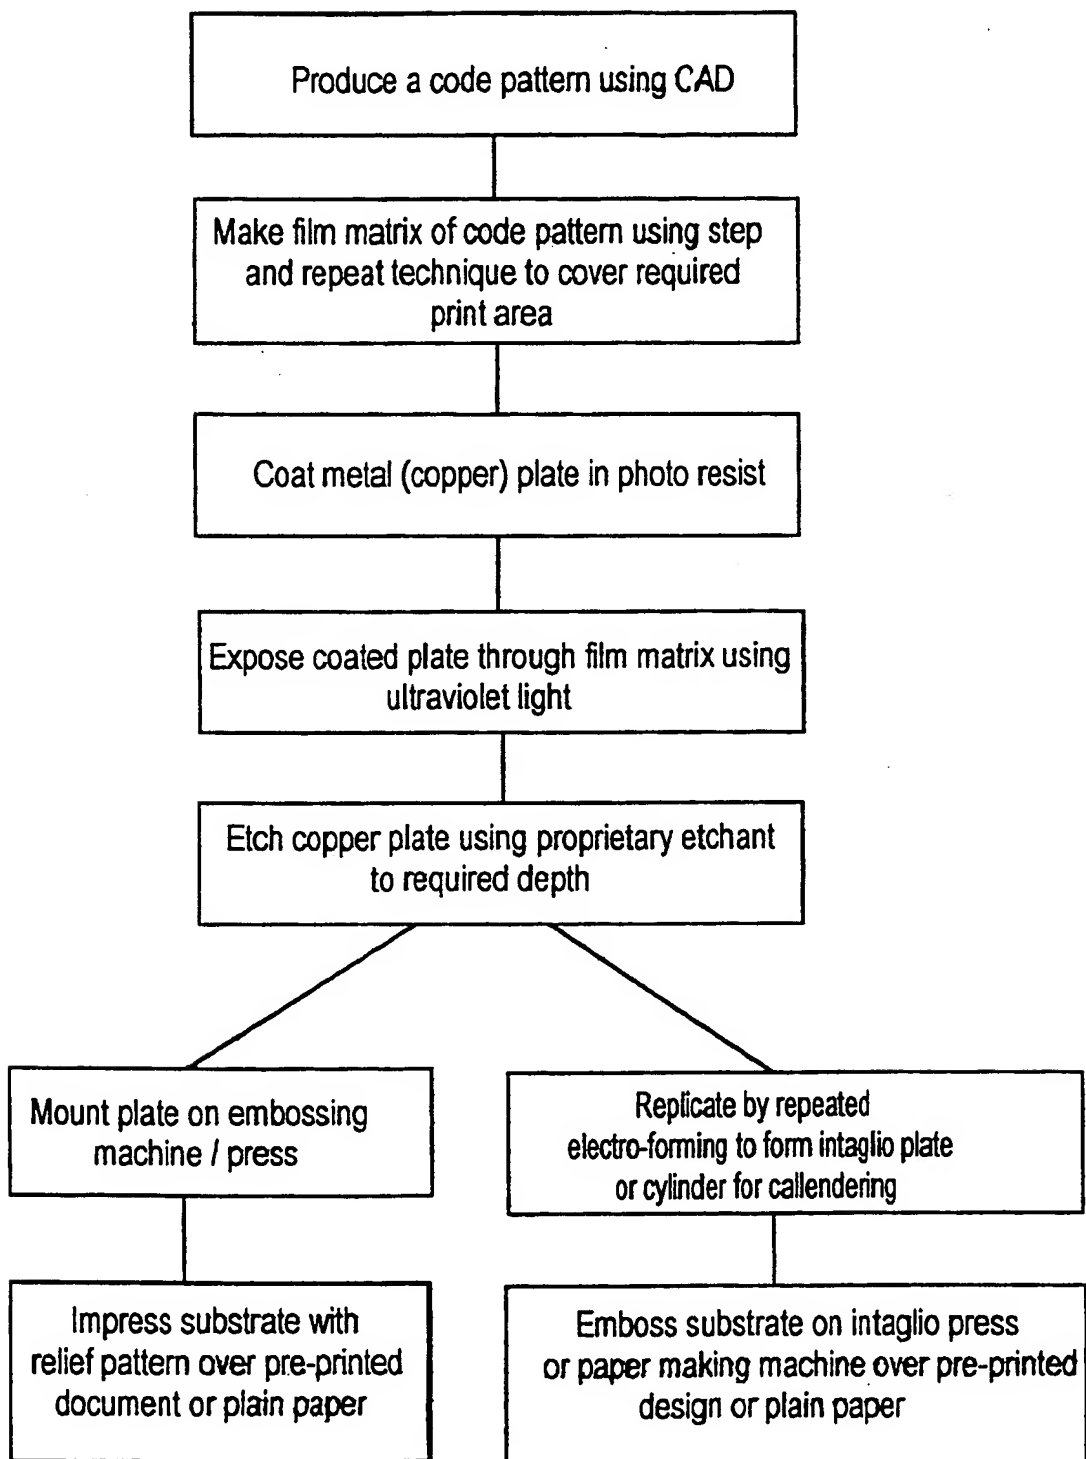 Produce a code pattern using CAD
Make film matrix of code pattern using step
and repeat technique to cover required
print area
Coat metal (copper) plate in photo resist
Expose coated plate through film matrix using
ultraviolet light
Etch copper plate using proprietary etchant
to required depth
Mount plate on embossing
machine / press
Impress substrate with
relief pattern over pre-printed
document or plain paper
Replicate by repeated
electro-forming to form intaglio plate
or cylinder for callendering
Emboss substrate on intaglio press
or paper making machine over pre-printed
design or plain paper